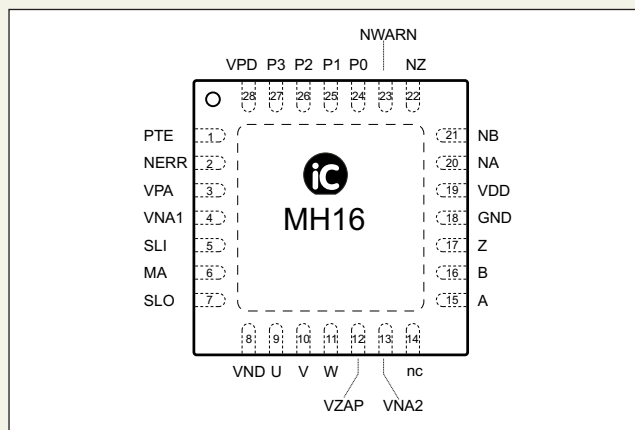 NWARN
VPD P3 P2 P1 P0 NZ
28 27 26 25 24 23 22
PTE 1 21 NB
NERR 2 20 NA
iC
VPA 3 19 VDD
MH16
VNA1 4 18 GND
SLI 5 17 Z
MA 6 16 B
SLO 7 15 A
8 9 10 11 12 13 14
VND U V W nc
VZAP VNA2